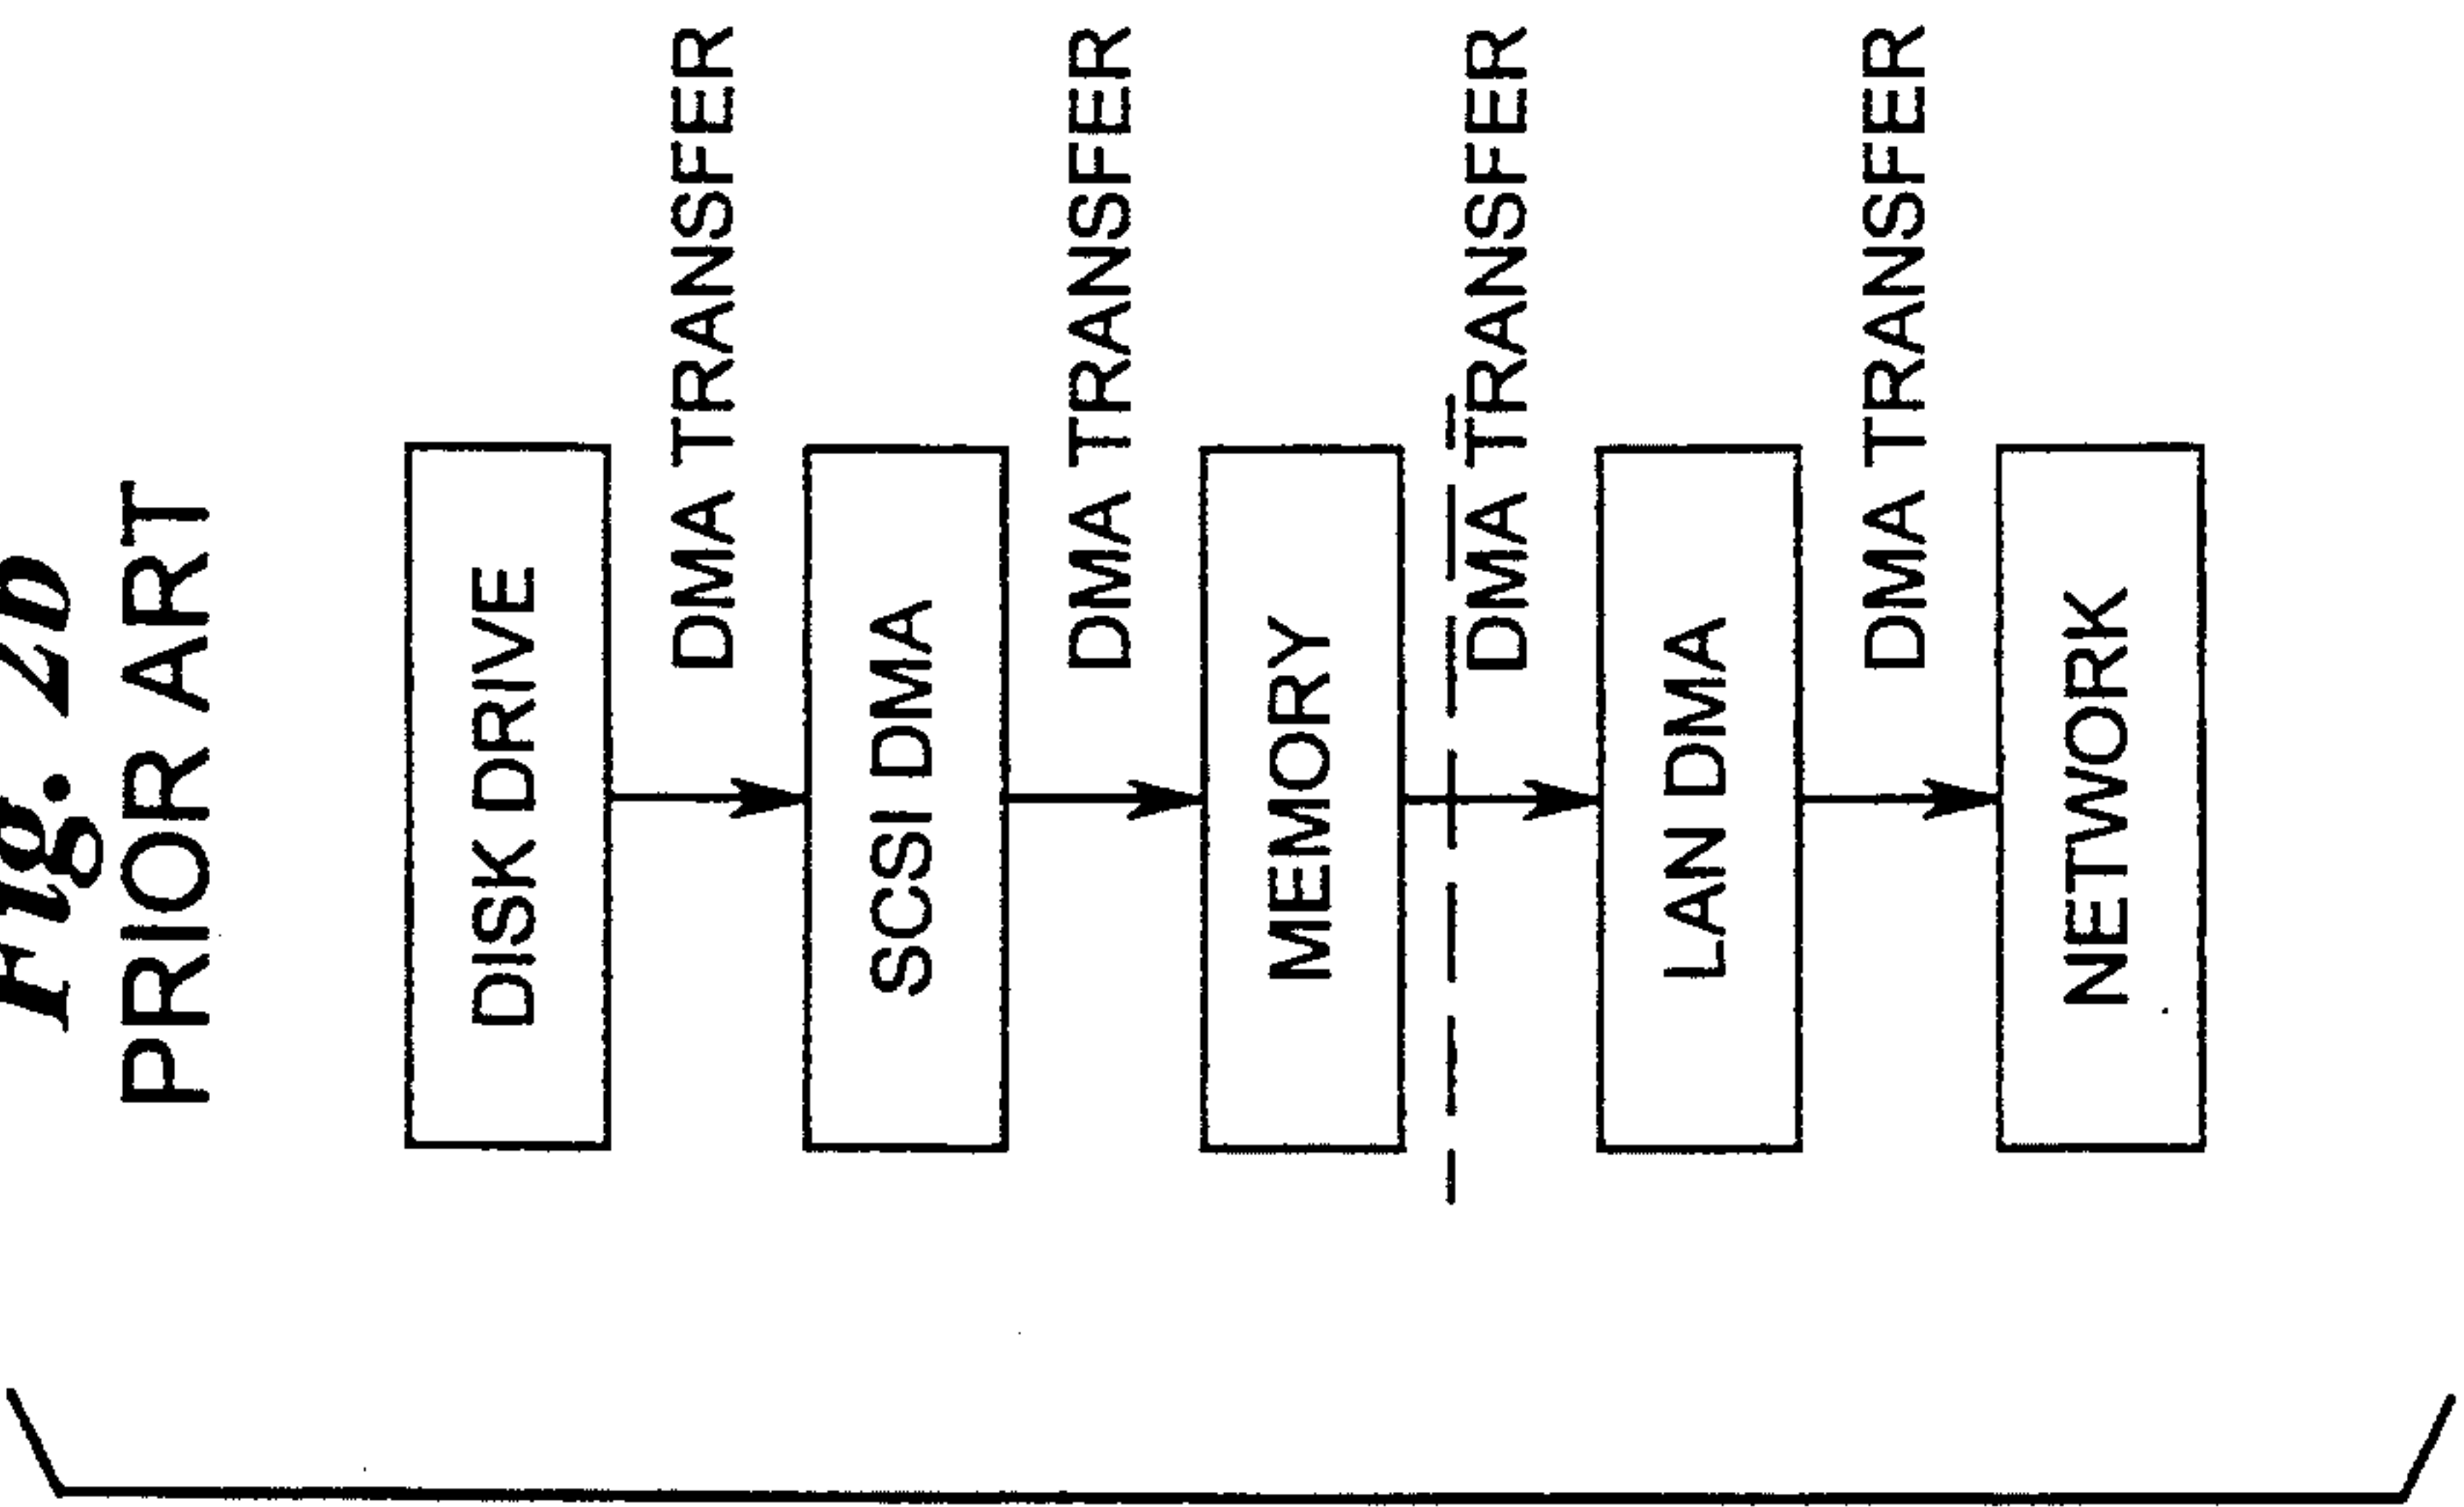 Fig.
PRIOR ART
DISK DRIVE
DMA TRANSFER
SCSI DMA
DMA TRANSFER
MEMORY
DMA TRANSFER
LAN DMA
DMA TRANSFER
NETWORK